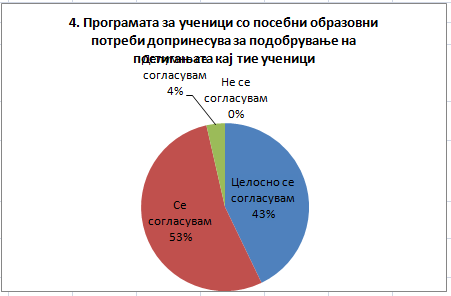 4. Програмата за ученици со посебни образовни
потреби допринесува за подобрување на
постигањата кај тие ученици
согласувам
4%
Не се
согласувам
0%
Целосно се
согласувам
43%
Се
согласувам
53%